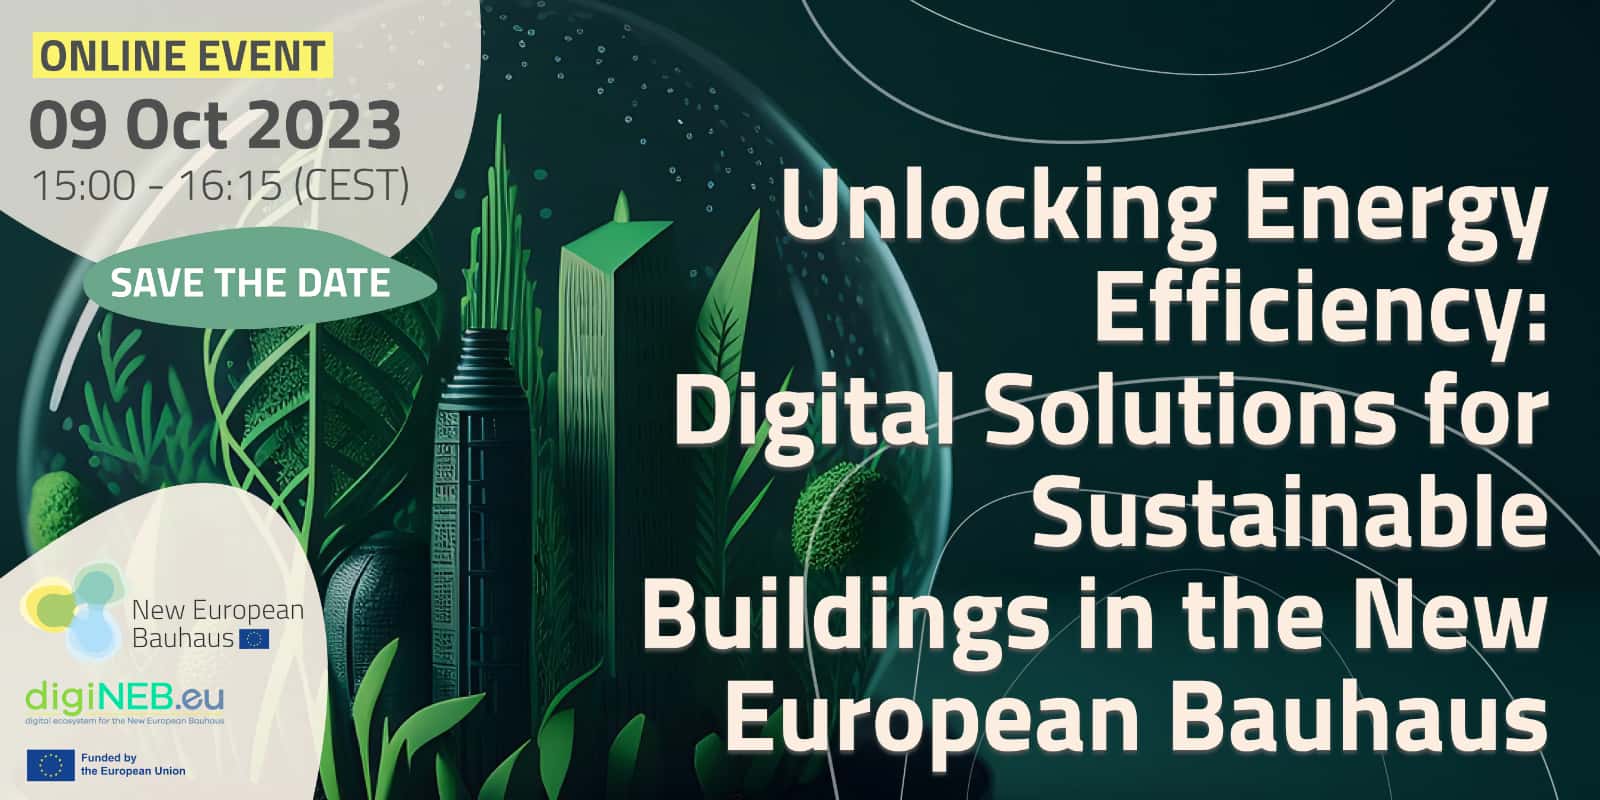 ONLINE EVENT
09 Oct 2023
15:00 - 16:15 (CEST)
SAVE THE DATE
Unlocking Energy
Efficiency:
Digital Solutions for
Sustainable
Buildings in the New
European Bauhaus
New European
Bauhaus
digiNEB.eu
digital ecosystem for the New European Bauhaus
Funded by
the European Union